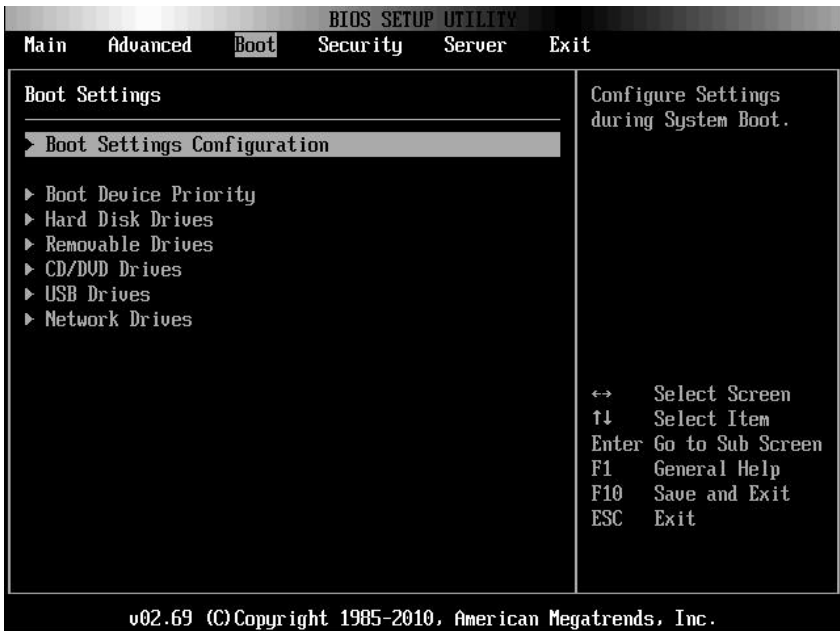 BIOS SETUP UTILITY
Main Advanced Boot Security Server Exit
Boot Settings
Boot Settings Configuration
Boot Device Priority
Hard Disk Drives
Removable Drives
CD/DVD Drives
USB Drives
Network Drives
Configure Settings
during System Boot.
↔ Select Screen
↑↓ Select Item
Enter Go to Sub Screen
F1 General Help
F10 Save and Exit
ESC Exit
v02.69 (C)Copyright 1985-2010, American Megatrends, Inc.